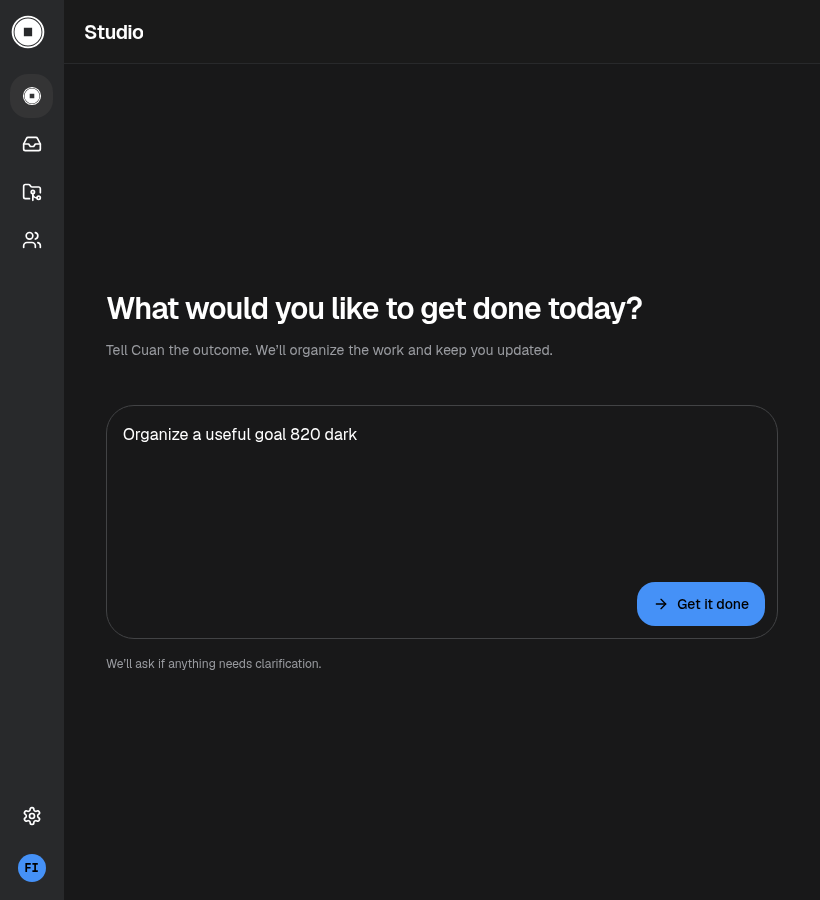 Studio
What would you like to get done today?
Tell Cuan the outcome. We’ll organize the work and keep you updated.
Organize a useful goal 820 dark
Get it done
We’ll ask if anything needs clarification.
FI